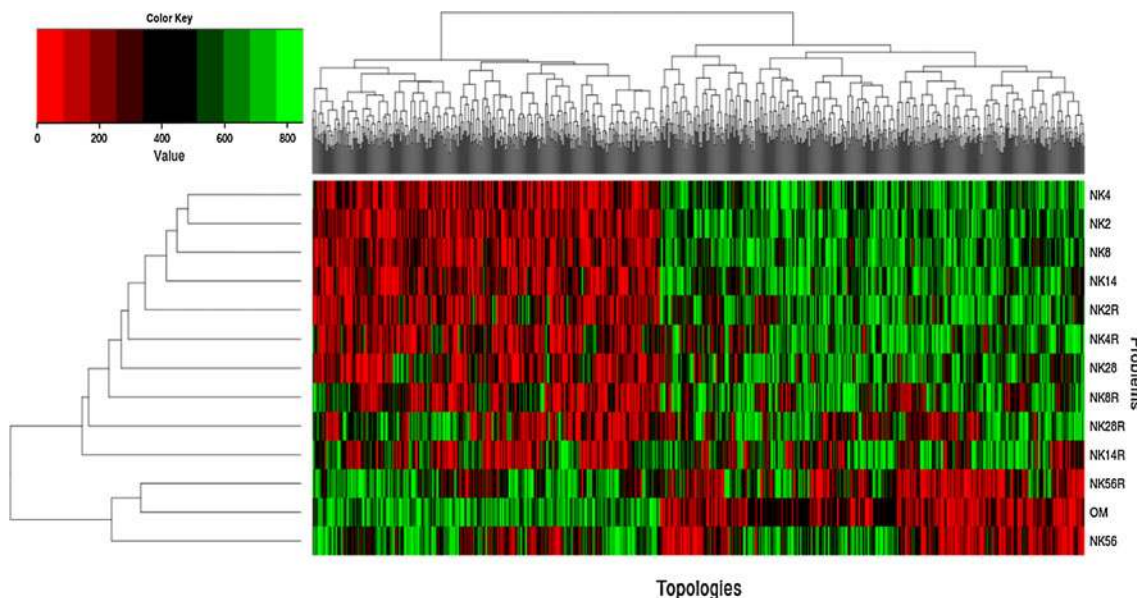 Color Key
0 200 400 600 800
Value
NK4
NK2
NK8
NK14
NK2R
NK4R
NK28
NK8R
NK28R
NK14R
NK56R
OM
NK56
Problems
Topologies